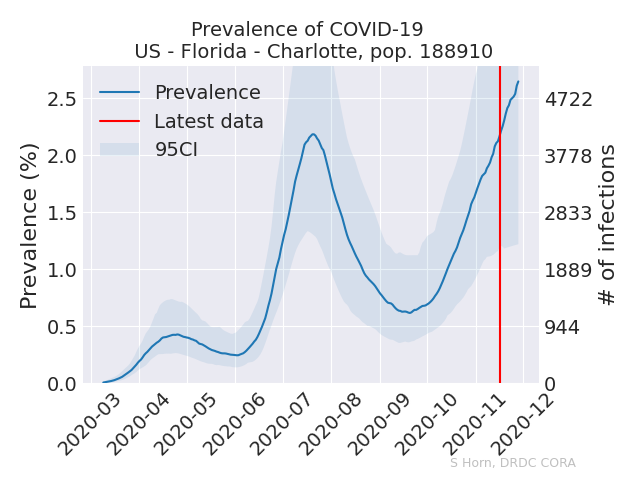 Prevalence of COVID-19
US - Florida - Charlotte, pop. 188910
Prevalence
Latest data
95CI
Prevalence (%)
2.5
2.0
1.5
1.0
0.5
0.0
4722
3778
2833
1889
944
0
# of infections
2020-03
2020-04
2020-05
2020-06
2020-07
2020-08
2020-09
2020-10
2020-11
2020-12
S Horn, DRDC CORA